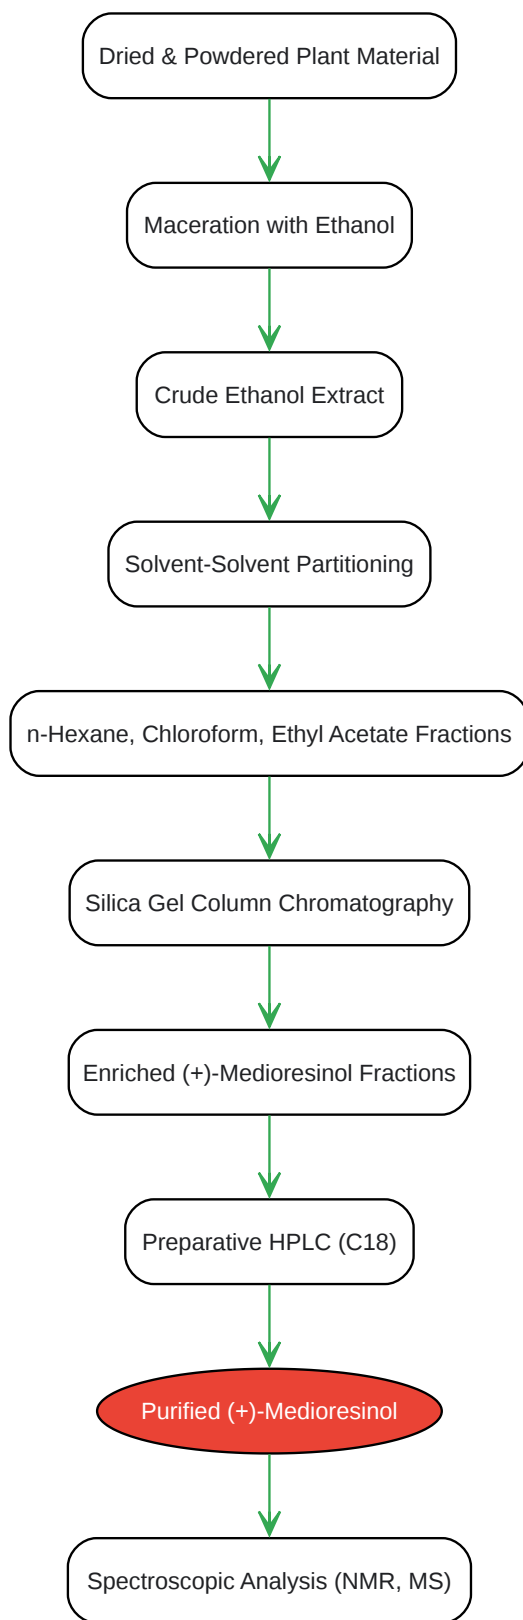 Dried & Powdered Plant Material
Maceration with Ethanol
Crude Ethanol Extract
Solvent-Solvent Partitioning
n-Hexane, Chloroform, Ethyl Acetate Fractions
Silica Gel Column Chromatography
Enriched (+)-Medioresinol Fractions
Preparative HPLC (C18)
Purified (+)-Medioresinol
Spectroscopic Analysis (NMR, MS)